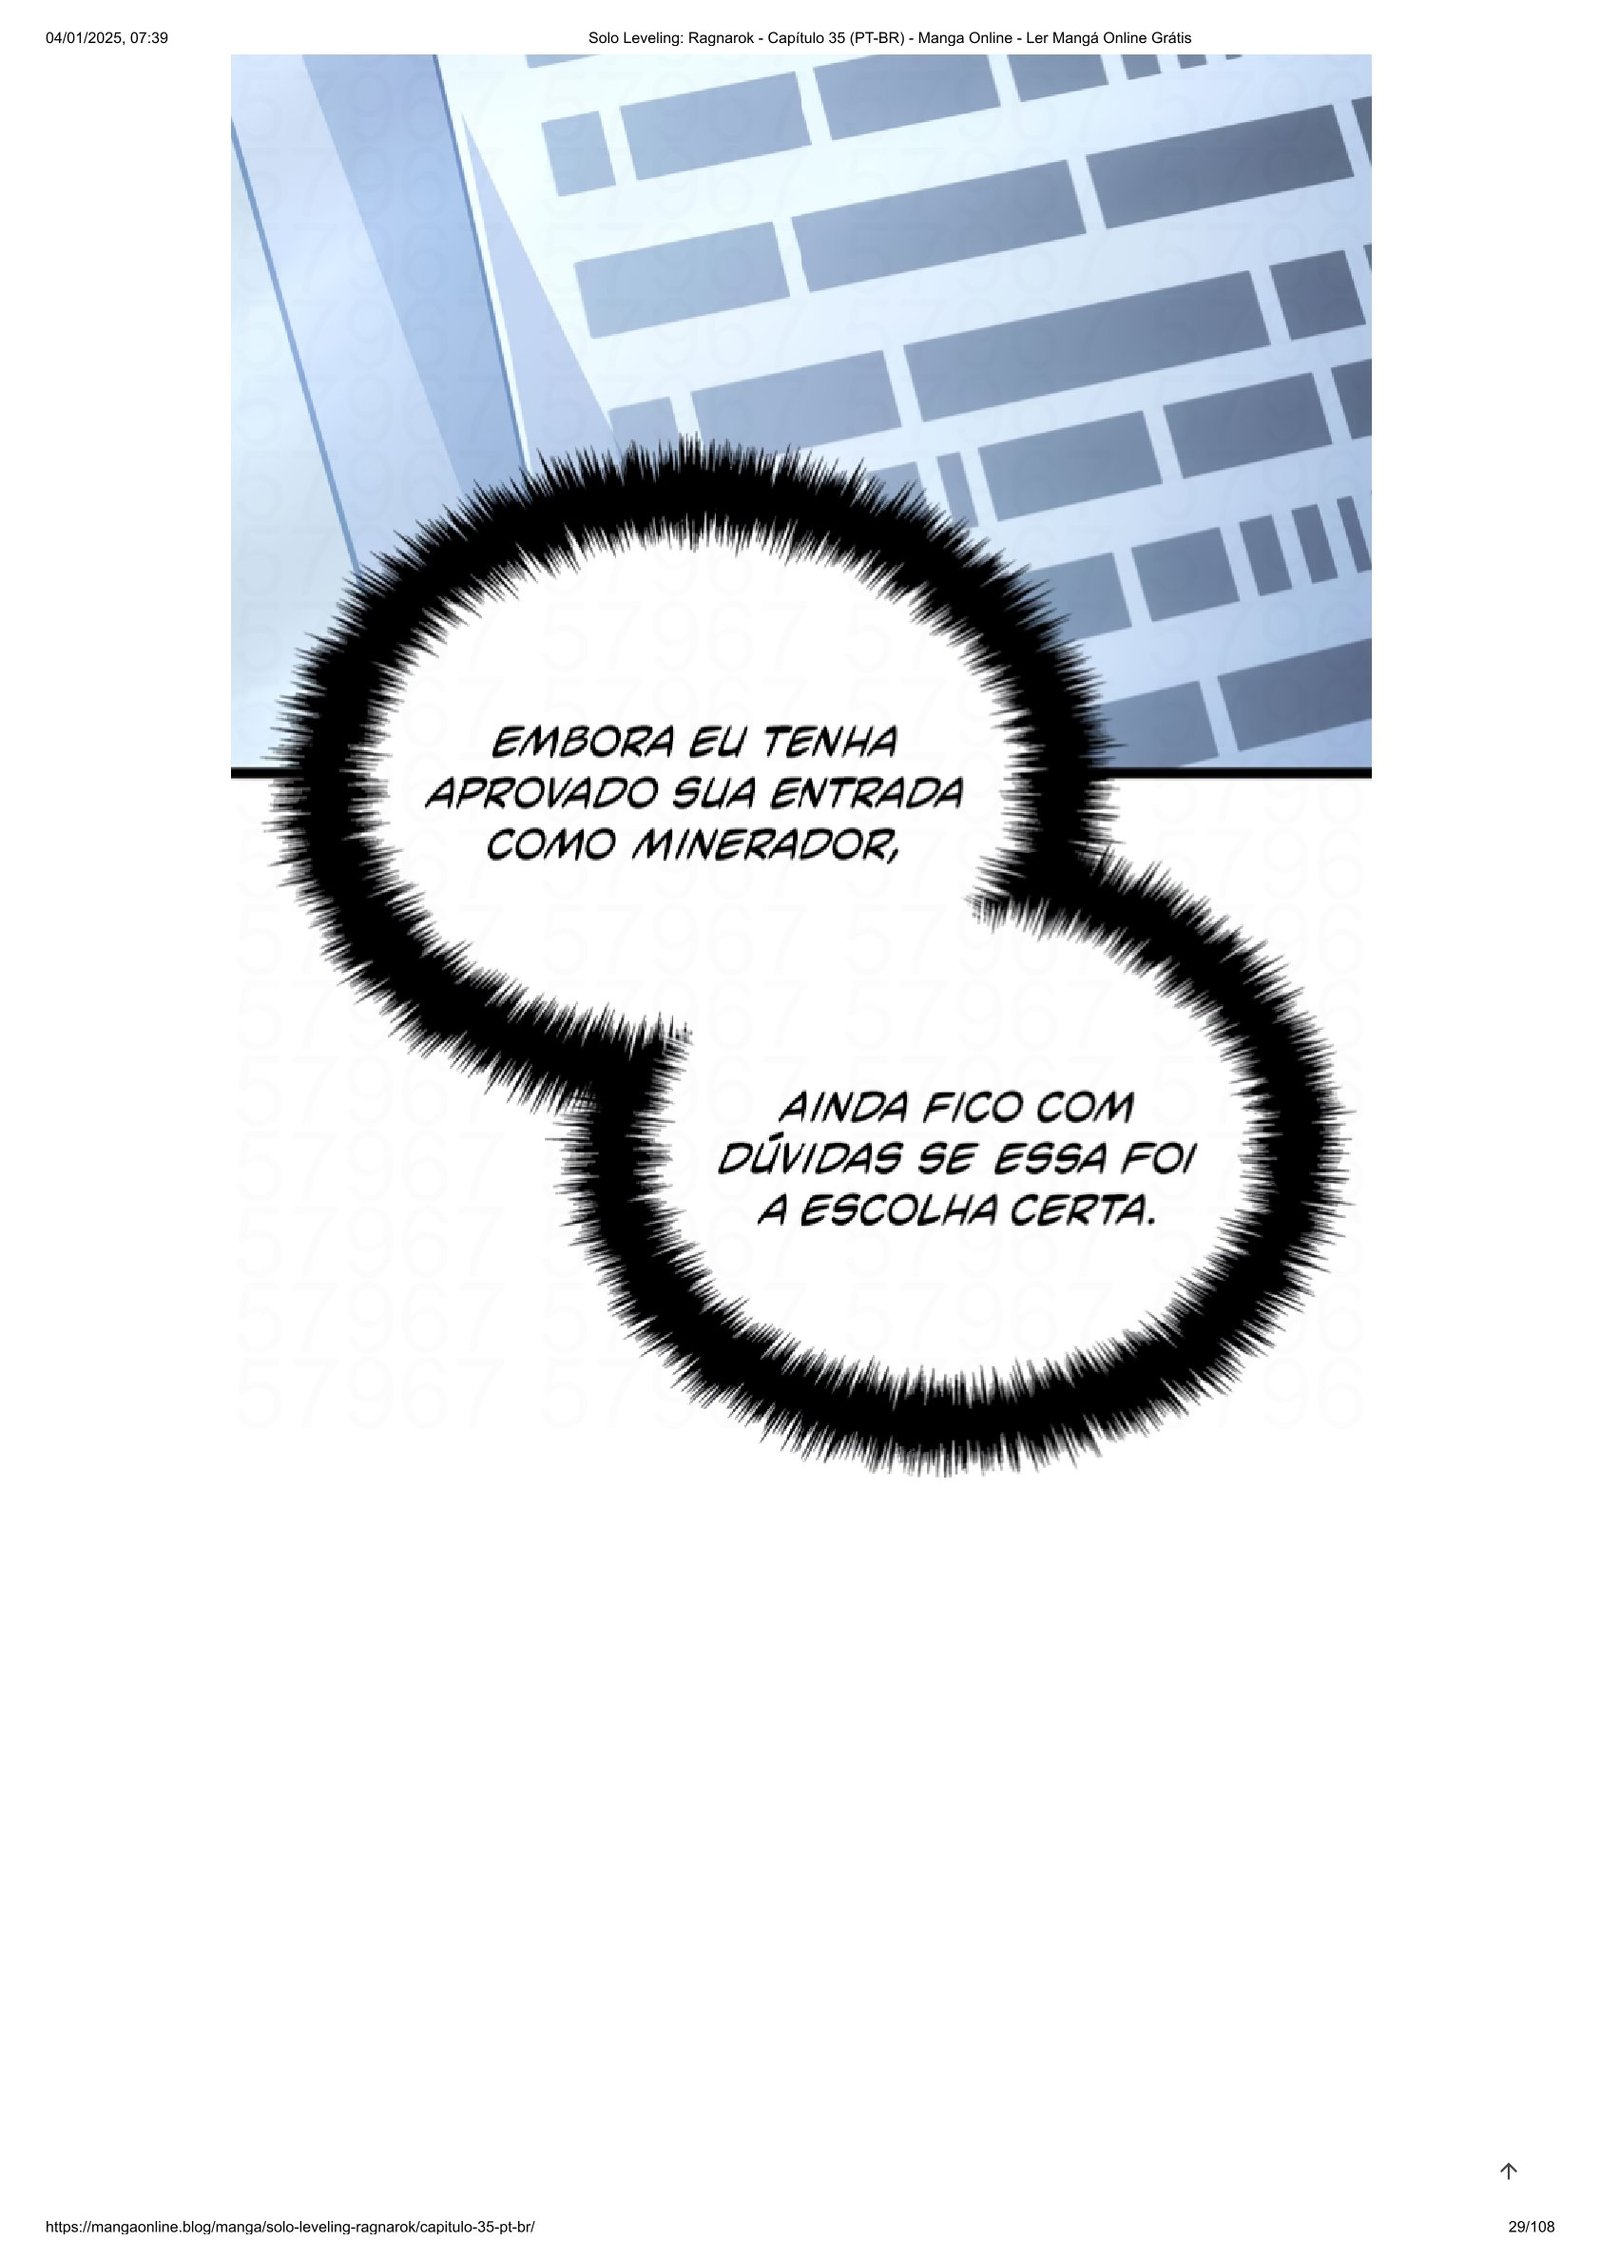 04/01/2025, 07:39
Solo Leveling: Ragnarok - Capítulo 35 (PT-BR) - Manga Online - Ler Mangá Online Grátis
EMBORA EU TENHA
APROVADO SUA ENTRADA
COMO MINERADOR,
AINDA FICO COM
DÚVIDAS SE ESSA FOI
A ESCOLHA CERTA.
57967
https://mangaonline.blog/manga/solo-leveling-ragnarok/capitulo-35-pt-br/
29/108